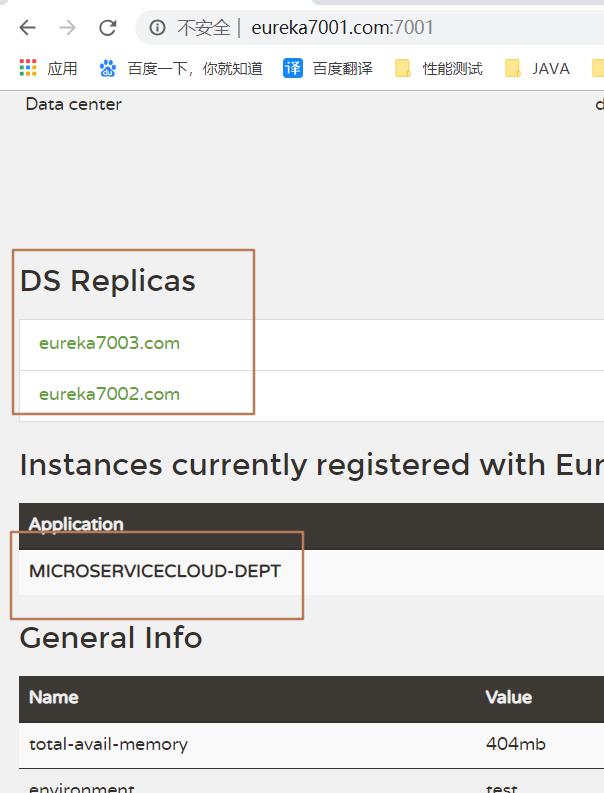 不安全 | eureka7001.com:7001
应用 百度一下，你就知道 译 百度翻译 性能测试 JAVA
Data center d
DS Replicas
eureka7003.com
eureka7002.com
Instances currently registered with Eur
Application
MICROSERVICECLOUD-DEPT
General Info
Name Value
total-avail-memory 404mb
environment test